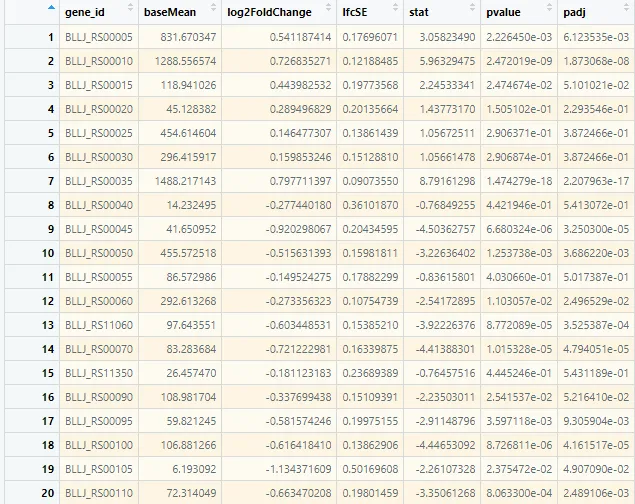 gene_id baseMean log2FoldChange lfcSE stat pvalue padj
1 BLLJ_RS00005 831.670347 0.541187414 0.17696071 3.05823490 2.226450e-03 6.123535e-03
2 BLLJ_RS00010 1288.556574 0.726835271 0.12188485 5.96329475 2.472019e-09 1.873068e-08
3 BLLJ_RS00015 118.941026 0.443982532 0.19773568 2.24533341 2.474674e-02 5.101021e-02
4 BLLJ_RS00020 45.128382 0.289496829 0.20135664 1.43773170 1.505102e-01 2.293546e-01
5 BLLJ_RS00025 454.614604 0.146477307 0.13861439 1.05672511 2.906371e-01 3.872466e-01
6 BLLJ_RS00030 296.415917 0.159853246 0.15128810 1.05661478 2.906874e-01 3.872466e-01
7 BLLJ_RS00035 1488.217143 0.797711397 0.09073550 8.79161298 1.474279e-18 2.207963e-17
8 BLLJ_RS00040 14.232495 -0.277440180 0.36101870 -0.76849255 4.421946e-01 5.413072e-01
9 BLLJ_RS00045 41.650952 -0.920298067 0.20434595 -4.50362757 6.680324e-06 3.250300e-05
10 BLLJ_RS00050 455.572518 -0.515631393 0.15981811 -3.22636402 1.253738e-03 3.686220e-03
11 BLLJ_RS00055 86.572986 -0.149524275 0.17882299 -0.83615801 4.030660e-01 5.017387e-01
12 BLLJ_RS00060 292.613268 -0.273356323 0.10754739 -2.54172895 1.103057e-02 2.496529e-02
13 BLLJ_RS11060 97.643551 -0.603448531 0.15385210 -3.92226376 8.772089e-05 3.525387e-04
14 BLLJ_RS00070 83.283684 -0.721222981 0.16339875 -4.41388301 1.015328e-05 4.794051e-05
15 BLLJ_RS11350 26.457470 -0.181123183 0.23689389 -0.76457516 4.445246e-01 5.431189e-01
16 BLLJ_RS00090 108.981704 -0.337699438 0.15109391 -2.23503011 2.541537e-02 5.216410e-02
17 BLLJ_RS00095 59.821245 -0.581574246 0.19975155 -2.91148796 3.597118e-03 9.305904e-03
18 BLLJ_RS00100 106.881266 -0.616418410 0.13862906 -4.44653092 8.726811e-06 4.161517e-05
19 BLLJ_RS00105 6.193092 -1.134371609 0.50169608 -2.26107328 2.375472e-02 4.907090e-02
20 BLLJ_RS00110 72.314049 -0.663470208 0.19801459 -3.35061268 8.063300e-04 2.489106e-03